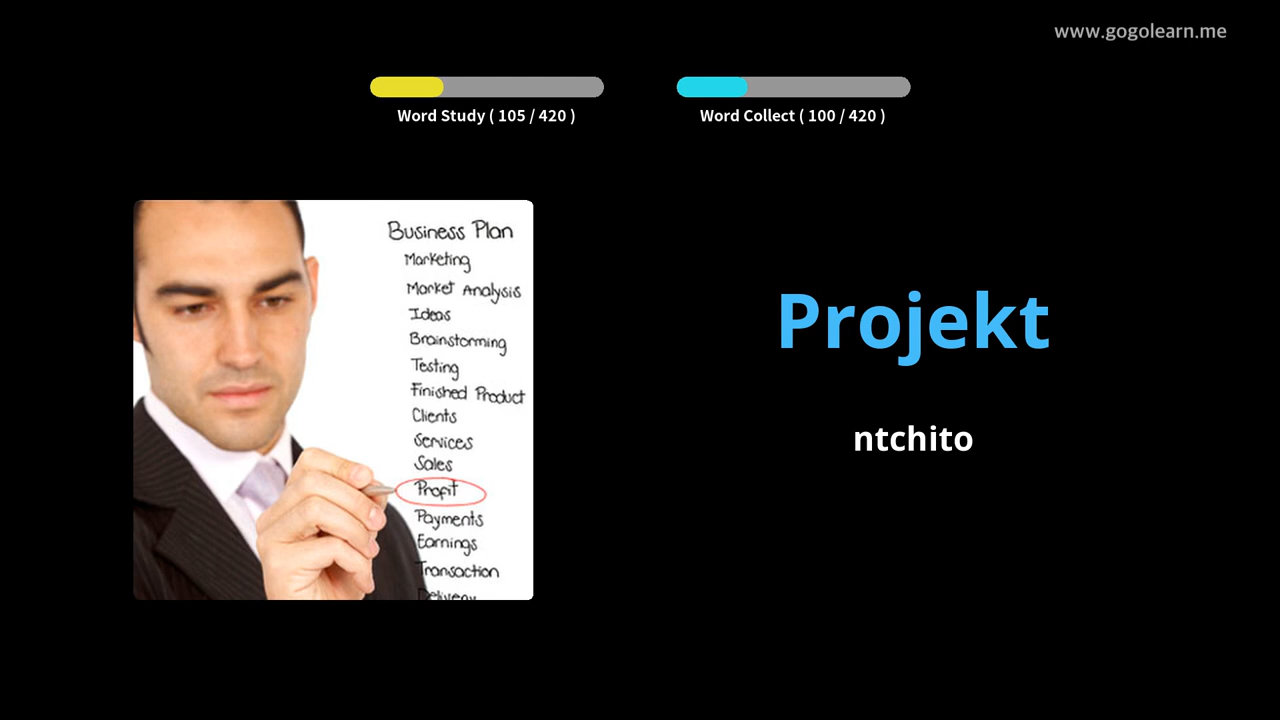 www.gogolearn.me
Word Study ( 105 / 420 )
Word Collect ( 100 / 420 )
Business Plan
Marketing
Market Analysis
Ideas
Brainstorming
Testing
Finished Product
Clients
Services
Sales
Profit
Payments
Earnings
Transaction
Delivery
Projekt
ntchito